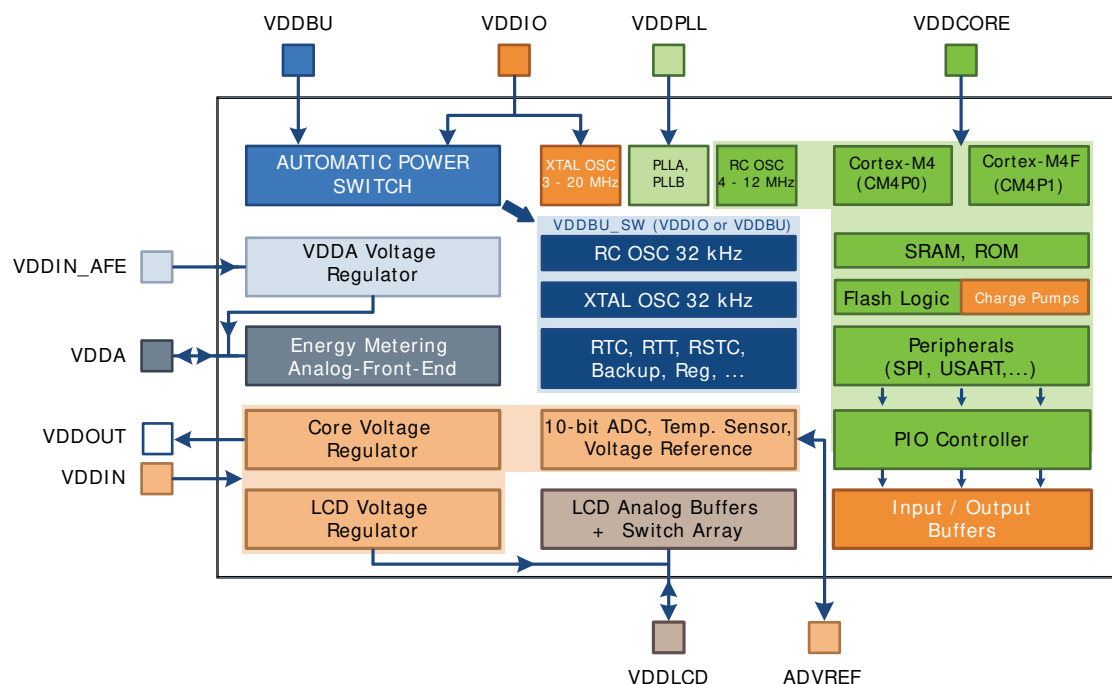 VDDBU
VDDIO
VDDPLL
VDDCORE
AUTOMATIC POWER
SWITCH
XTAL OSC
3 - 20 MHz
PLLA,
PLLB
RC OSC
4 - 12 MHz
Cortex-M4
(CM4P0)
Cortex-M4F
(CM4P1)
VDDBU_SW (VDDIO or VDDBU)
VDDIN_AFE
VDDA Voltage
Regulator
RC OSC 32 kHz
SRAM, ROM
XTAL OSC 32 kHz
Flash Logic
Charge Pumps
VDDA
Energy Metering
Analog-Front-End
RTC, RTT, RSTC,
Backup, Reg, ...
Peripherals
(SPI, USART,...)
VDDOUT
Core Voltage
Regulator
10-bit ADC, Temp. Sensor,
Voltage Reference
PIO Controller
VDDIN
LCD Voltage
Regulator
LCD Analog Buffers
+ Switch Array
Input / Output
Buffers
VDDLCD
ADVREF